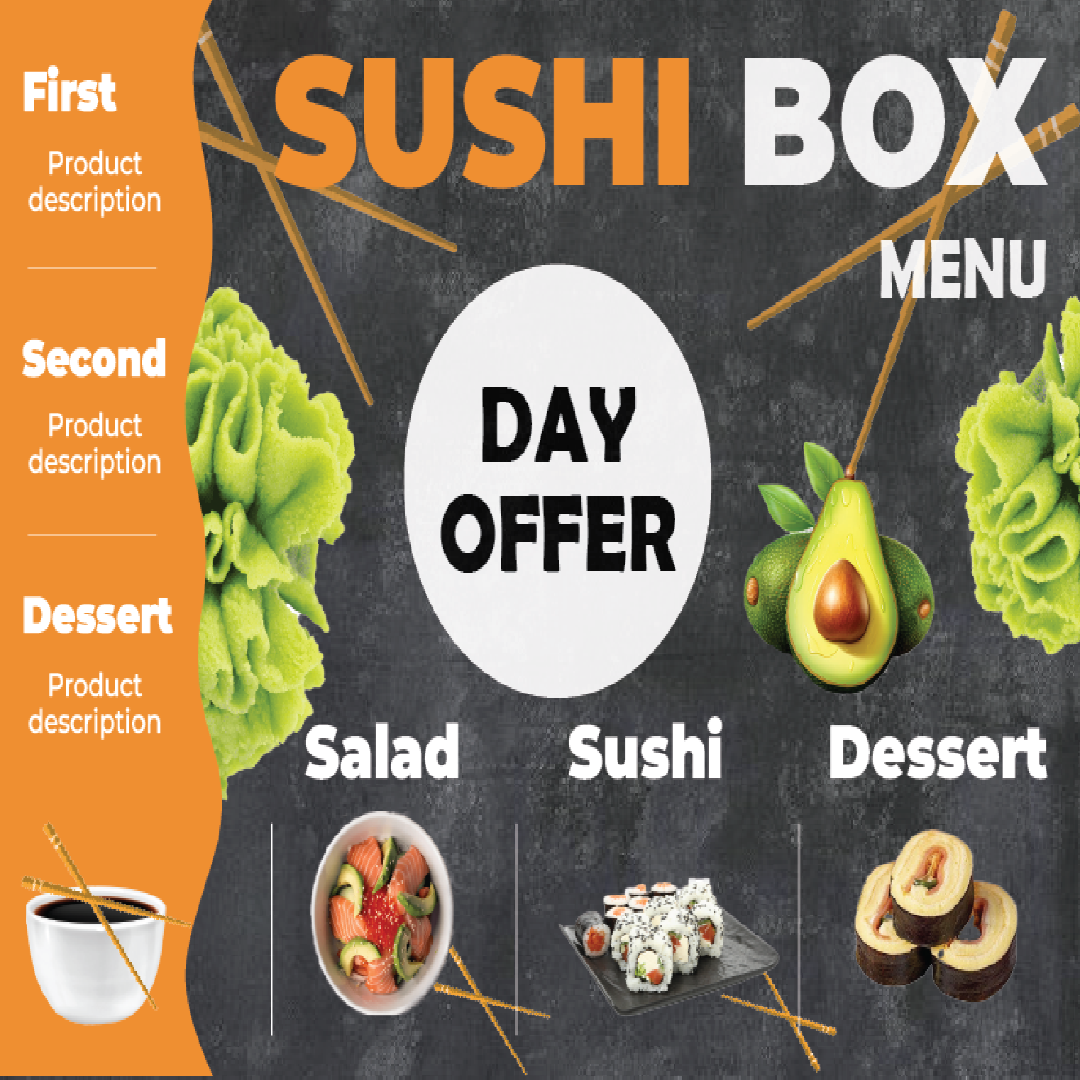 SUSHI BOX
MENU
First
Product
description
Second
Product
description
Dessert
Product
description
DAY
OFFER
Salad
Sushi
Dessert